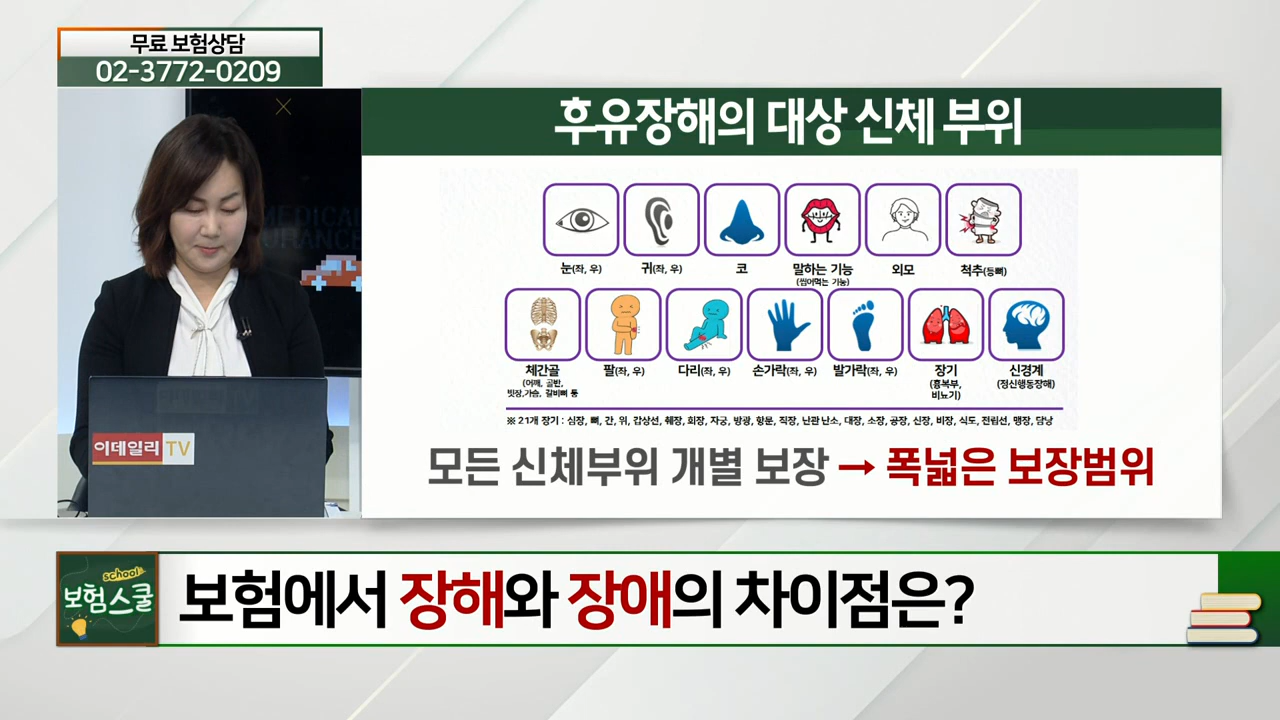 무료 보험상담
02-3772-0209
후유장해의 대상 신체 부위
MEDICAL
눈(좌, 우)
귀(좌, 우)
코
말하는 기능
(씹어먹는 기능)
외모
척추(등뼈)
체간골
(어깨, 골반,
빗장,가슴, 갈비뼈 등
팔(좌, 우)
다리(좌, 우)
손가락(좌, 우)
발가락(좌, 우)
장기
(흉복부,
비뇨기)
신경계
(정신행동장해)
※ 21개 장기 : 심장, 뼈, 간, 위, 갑상선, 췌장, 회장, 자궁, 방광, 항문, 직장, 난관 난소, 대장, 소장, 공장, 신장, 비장, 식도, 전립선, 맹장, 담낭
모든 신체부위 개별 보장 → 폭넓은 보장범위
이데일리 TV
school
보험스쿨
보험에서 장해와 장애의 차이점은?